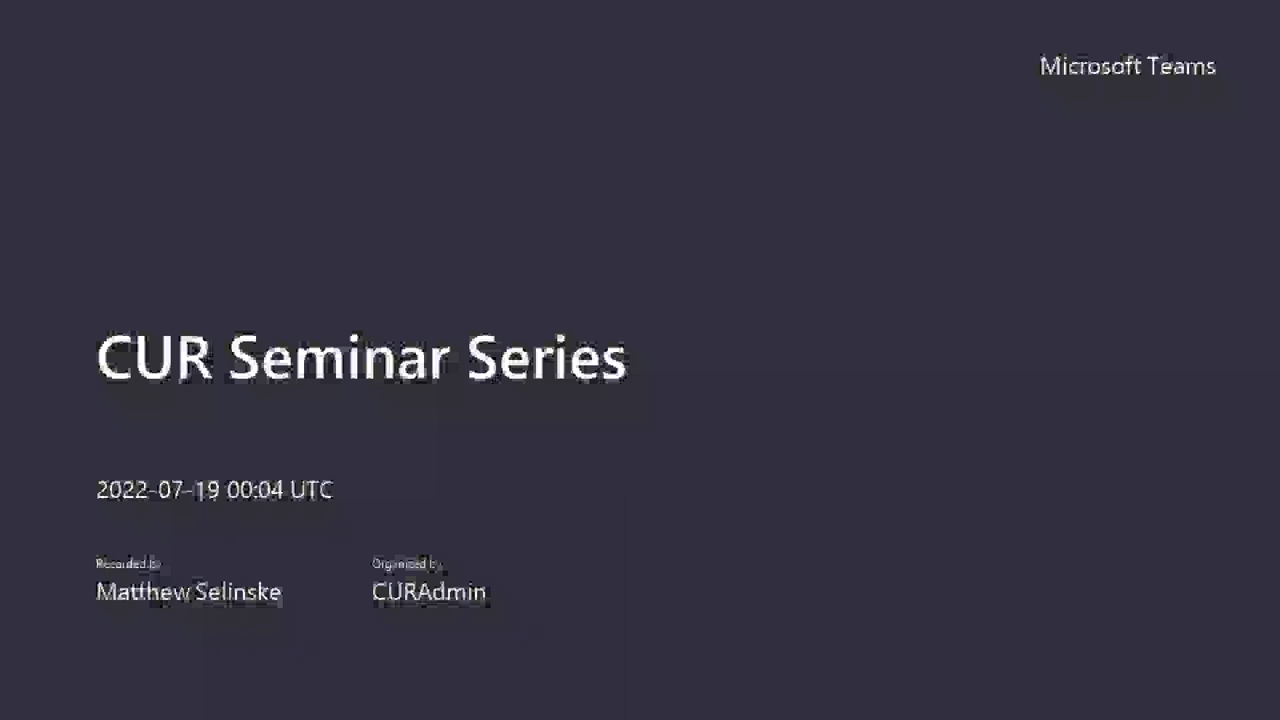 Microsoft Teams
CUR Seminar Series
2022-07-19 00:04 UTC
Recorded by
Organized by
Matthew Selinske
CURAdmin